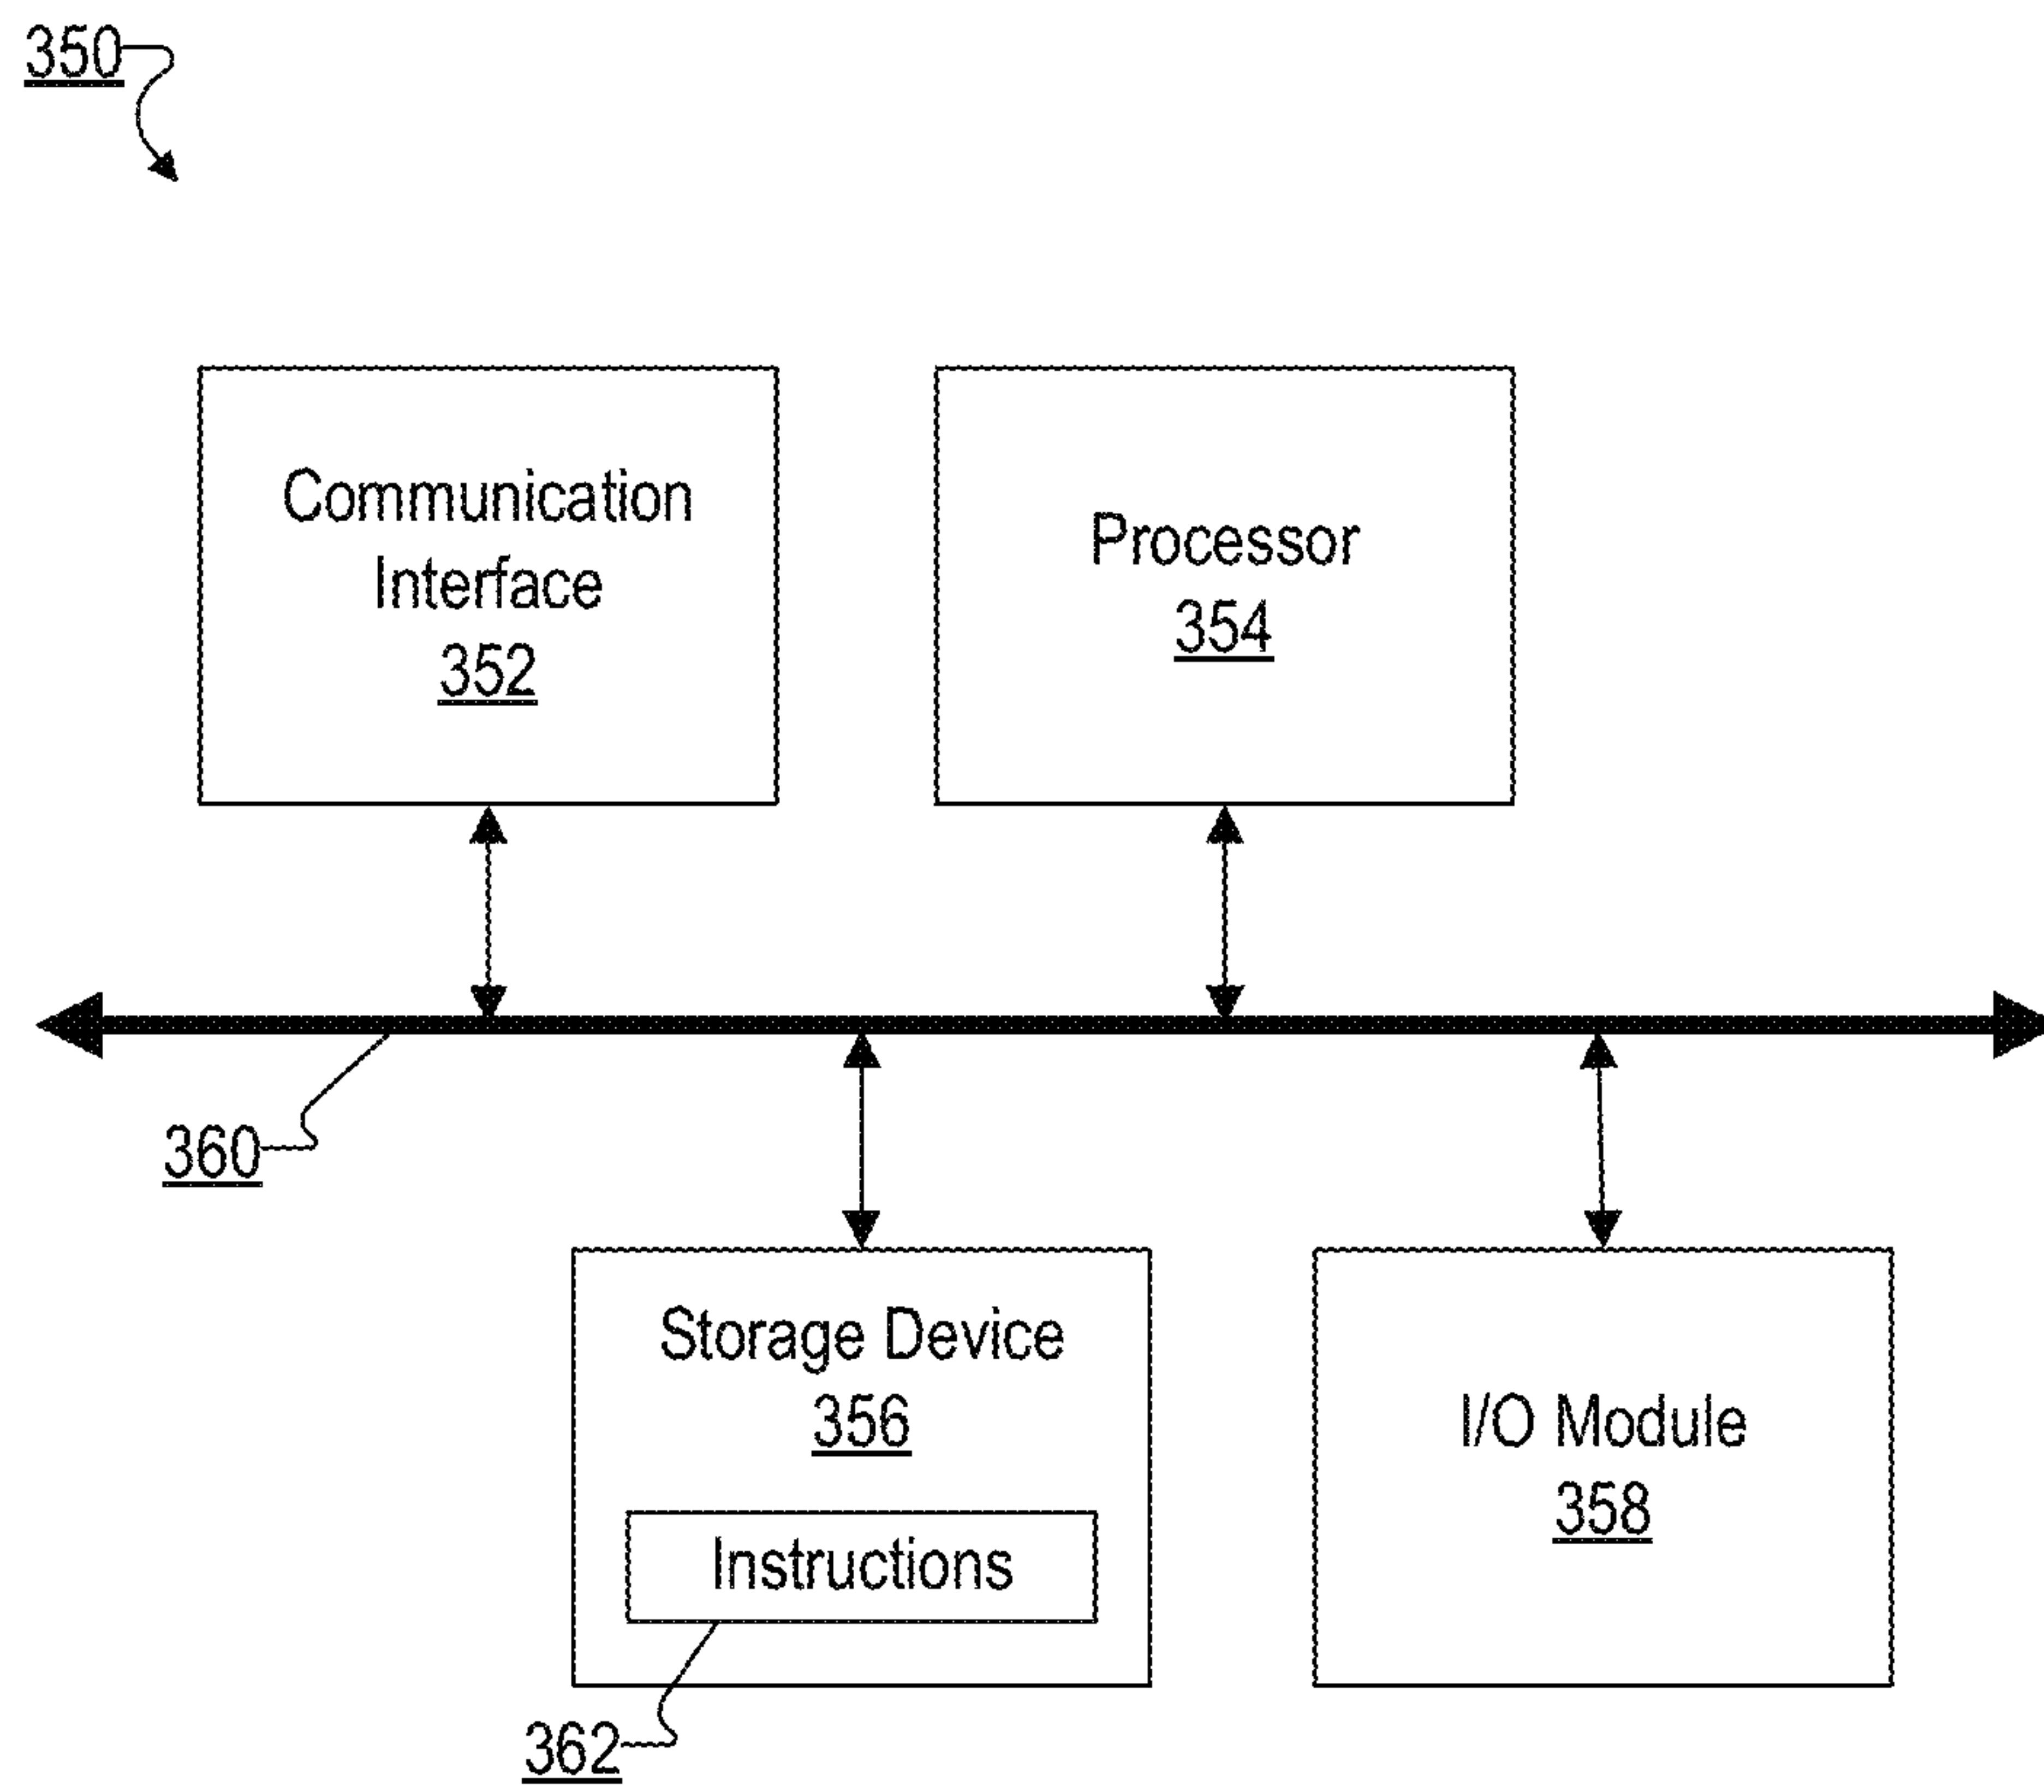 350
Communication
Interface
352
Processor
354
360
Storage Device
356
Instructions
362
I/O Module
358